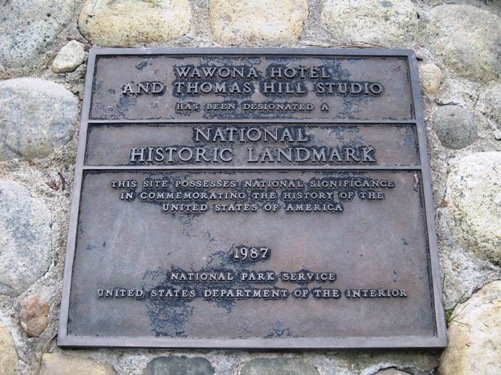 WAWONA HOTEL
AND THOMAS HILL STUDIO
HAS BEEN DESIGNATED A
NATIONAL
HISTORIC LANDMARK
THIS SITE POSSESSES NATIONAL SIGNIFICANCE
IN COMMEMORATING THE HISTORY OF THE
UNITED STATES OF AMERICA
1987
NATIONAL PARK SERVICE
UNITED STATES DEPARTMENT OF THE INTERIOR